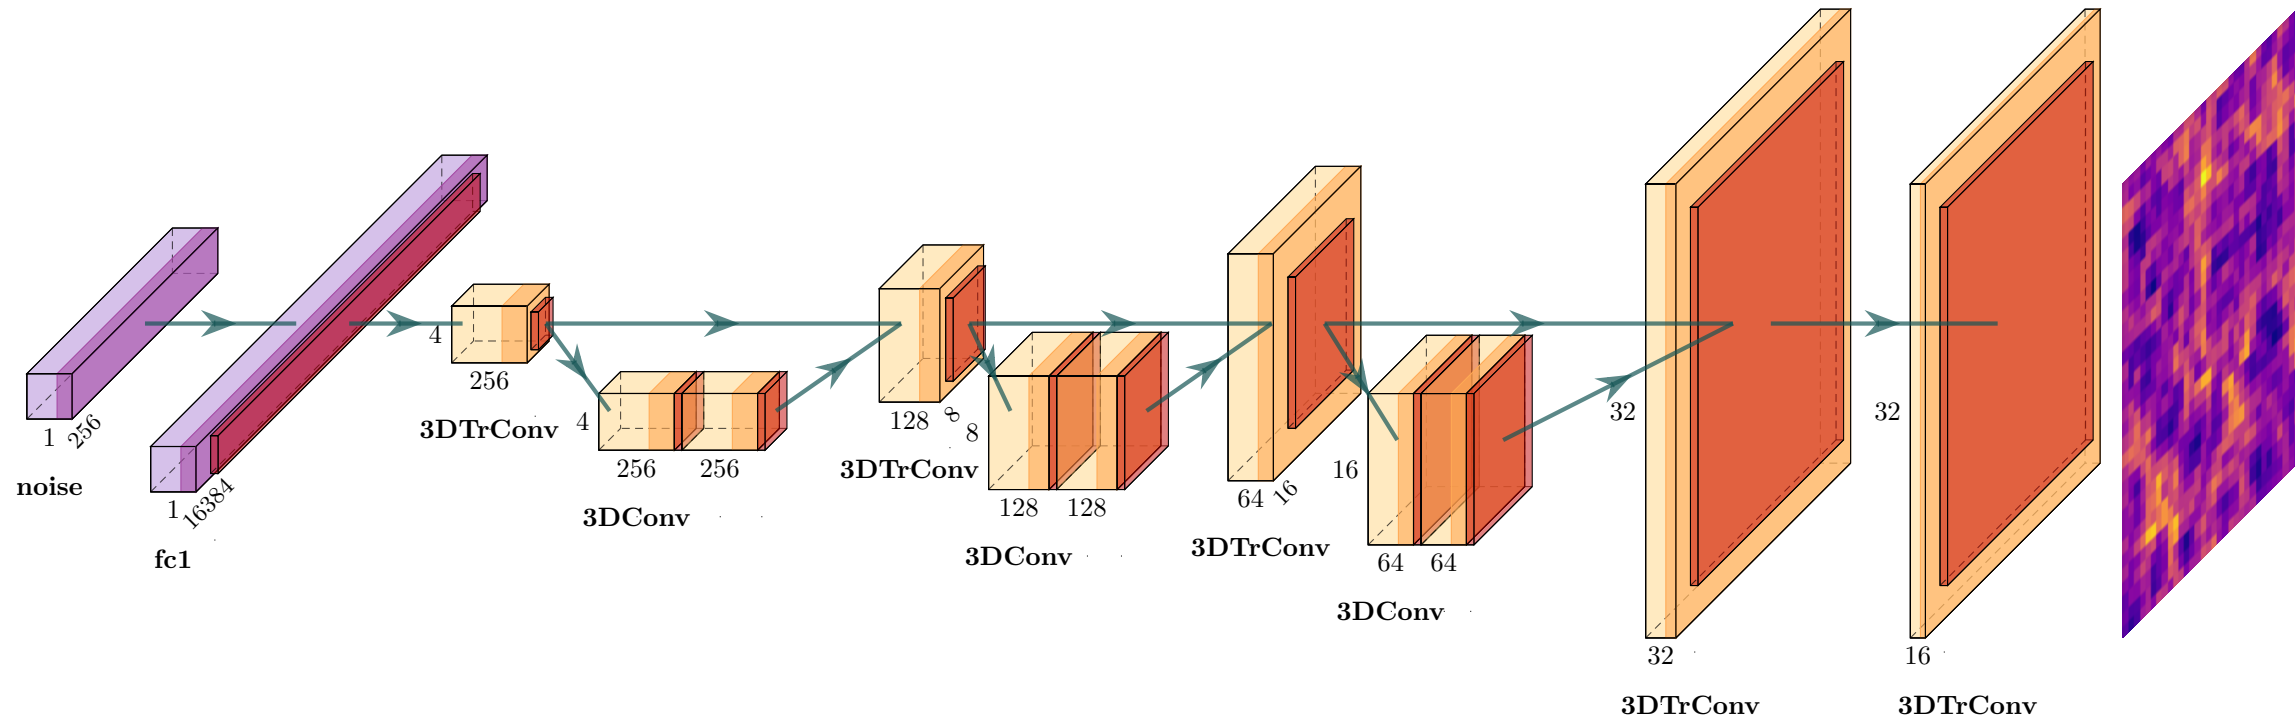 1
256
noise
1
16384
fc1
4
256
3DTrConv
4
256 256
3DConv
128
8
3DTrConv
8
128 128
3DConv
64
16
3DTrConv
16
64 64
3DConv
32
32
3DTrConv
32
16
3DTrConv